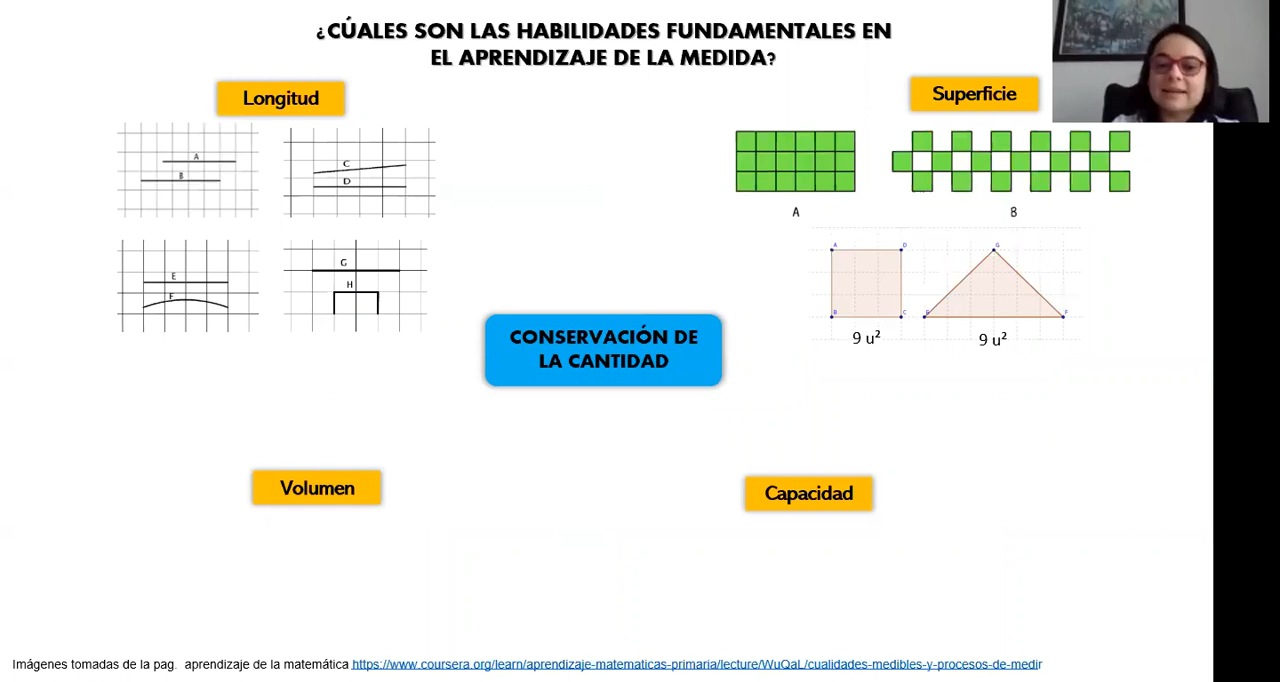 ¿CÚALES SON LAS HABILIDADES FUNDAMENTALES EN
EL APRENDIZAJE DE LA MEDIDA?
Longitud
A
B
C
D
E
F
G
H
Superficie
A
B
A
D
B
C
G
E
F
9 u²
9 u²
CONSERVACIÓN DE
LA CANTIDAD
Volumen
Capacidad
Imágenes tomadas de la pag. aprendizaje de la matemática https://www.coursera.org/learn/aprendizaje-matematicas-primaria/lecture/WuQaL/cualidades-medibles-y-procesos-de-medir